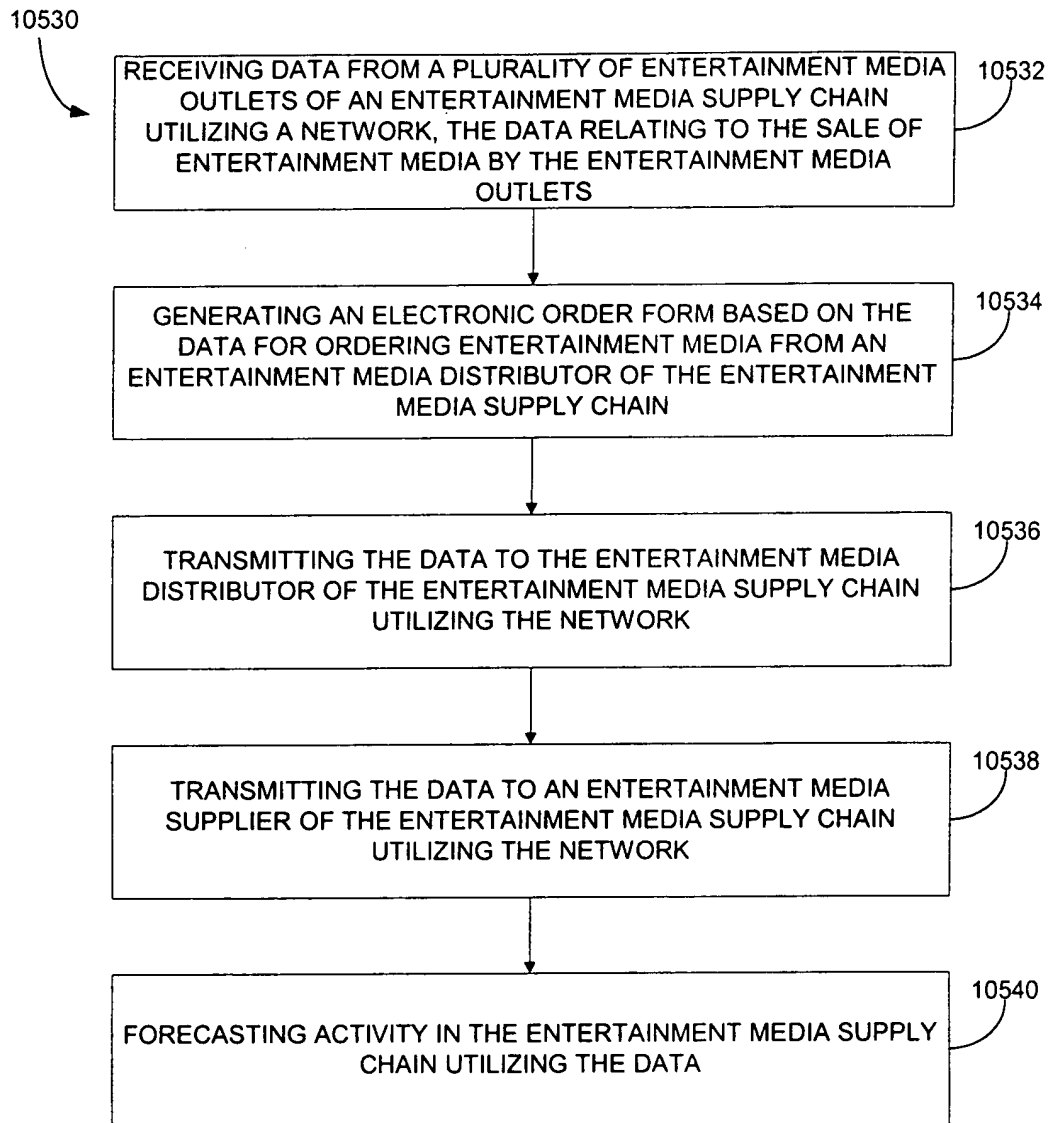 10530
RECEIVING DATA FROM A PLURALITY OF ENTERTAINMENT MEDIA
OUTLETS OF AN ENTERTAINMENT MEDIA SUPPLY CHAIN
UTILIZING A NETWORK, THE DATA RELATING TO THE SALE OF
ENTERTAINMENT MEDIA BY THE ENTERTAINMENT MEDIA
OUTLETS
10532
GENERATING AN ELECTRONIC ORDER FORM BASED ON THE
DATA FOR ORDERING ENTERTAINMENT MEDIA FROM AN
ENTERTAINMENT MEDIA DISTRIBUTOR OF THE ENTERTAINMENT
MEDIA SUPPLY CHAIN
10534
TRANSMITTING THE DATA TO THE ENTERTAINMENT MEDIA
DISTRIBUTOR OF THE ENTERTAINMENT MEDIA SUPPLY CHAIN
UTILIZING THE NETWORK
10536
TRANSMITTING THE DATA TO AN ENTERTAINMENT MEDIA
SUPPLIER OF THE ENTERTAINMENT MEDIA SUPPLY CHAIN
UTILIZING THE NETWORK
10538
FORECASTING ACTIVITY IN THE ENTERTAINMENT MEDIA SUPPLY
CHAIN UTILIZING THE DATA
10540